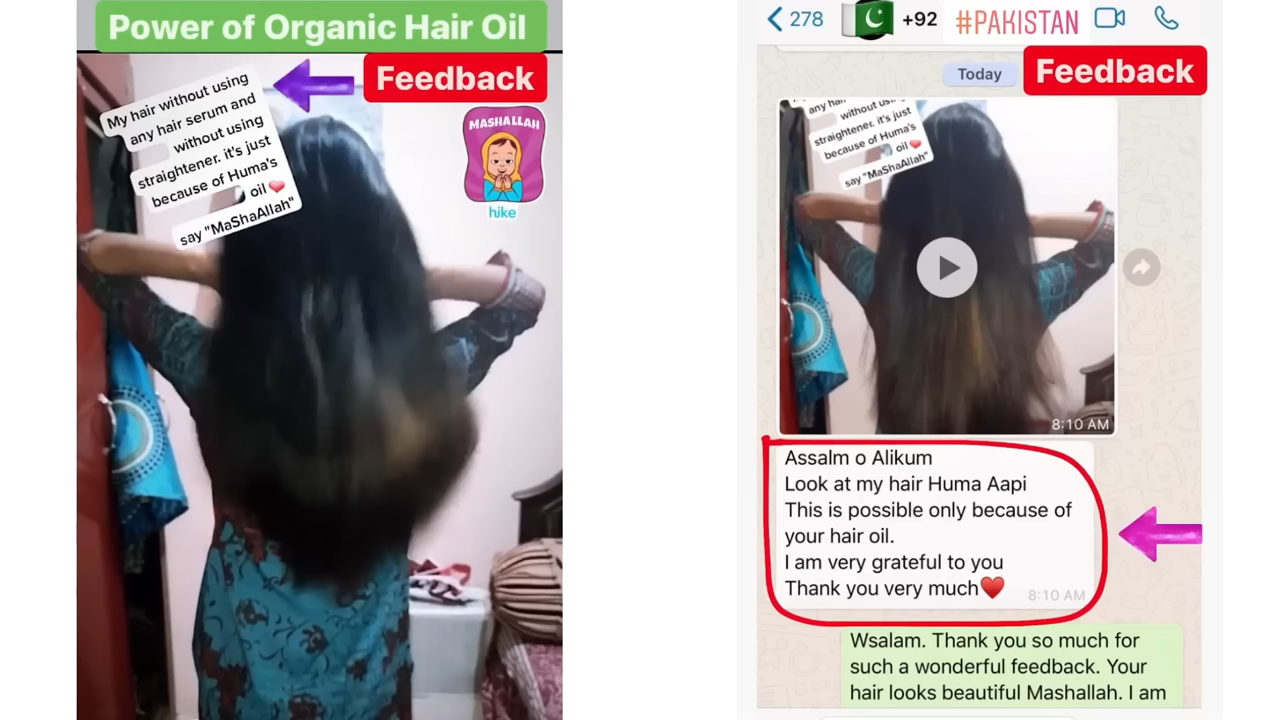 Power of Organic Hair Oil
Feedback
My hair without using
any hair serum and
without using
straightener. it's just
because of Huma's
oil ❤️
say "MaShaAllah"
MASHALLAH
hike
278
+92
#PAKISTAN
Feedback
Today
any hair
without usi
straightener. it's just
because of Huma's
oil ❤️
say "MaShaAllah"
8:10 AM
Assalm o Alikum
Look at my hair Huma Aapi
This is possible only because of
your hair oil.
I am very grateful to you
Thank you very much♥️
8:10 AM
Wsalam. Thank you so much for
such a wonderful feedback. Your
hair looks beautiful Mashallah. I am